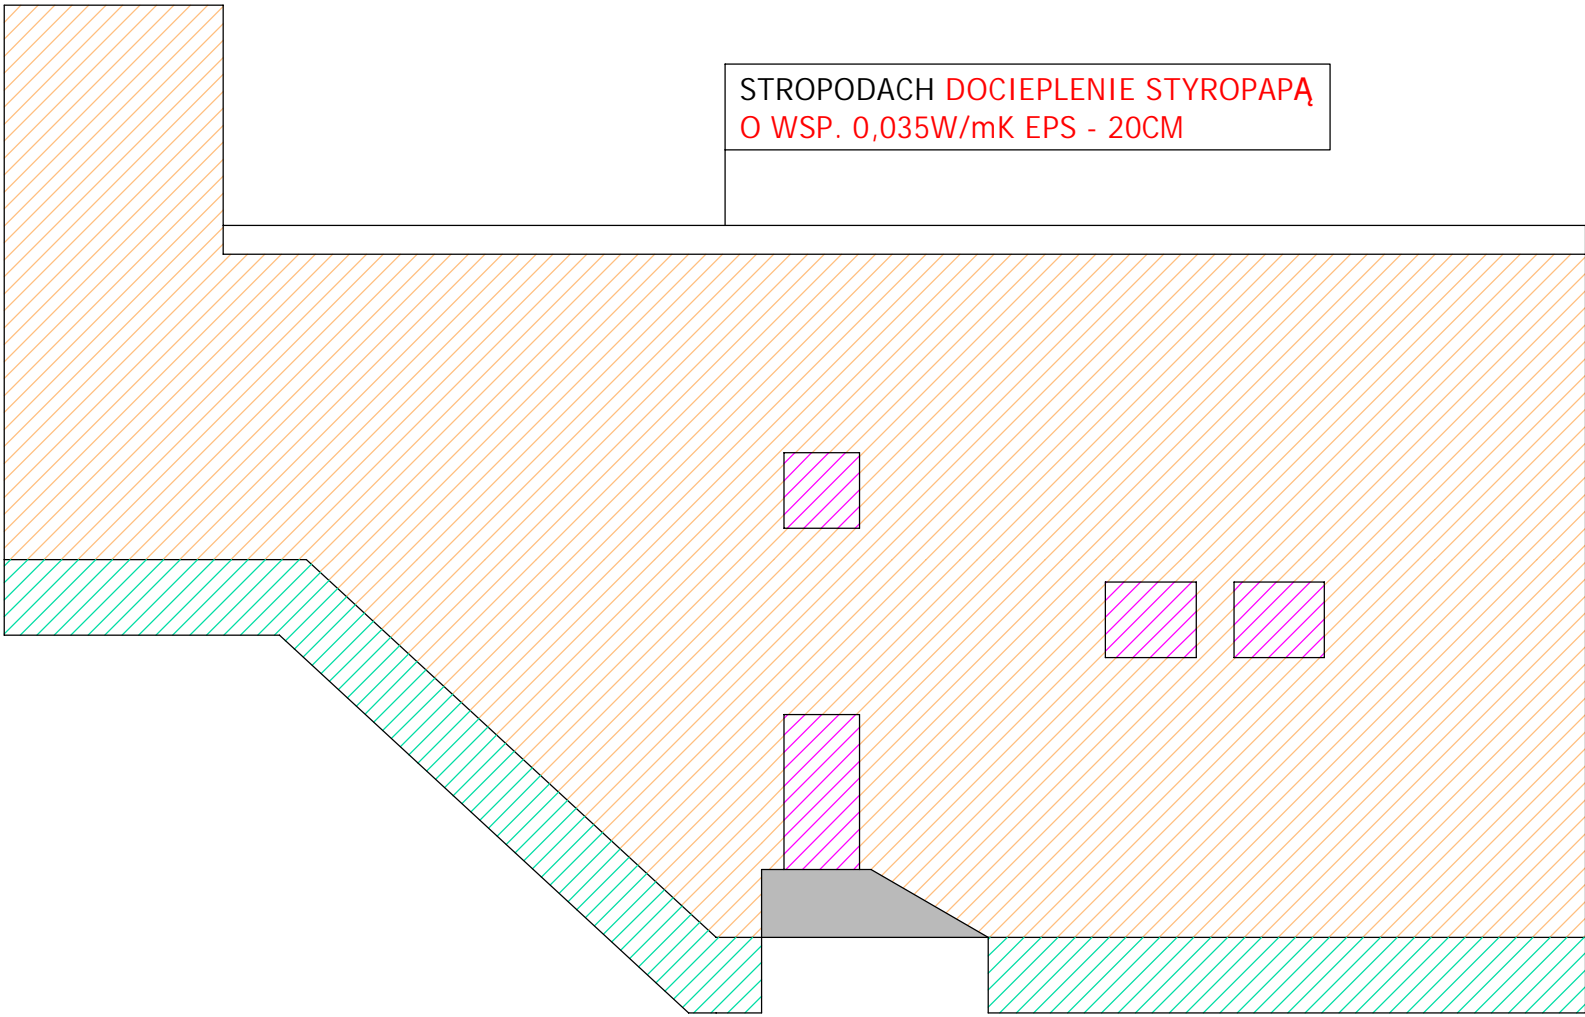 STROPODACH DOCIEPLENIE STYROPAPĄ
O WSP. 0,035W/mK EPS - 20CM